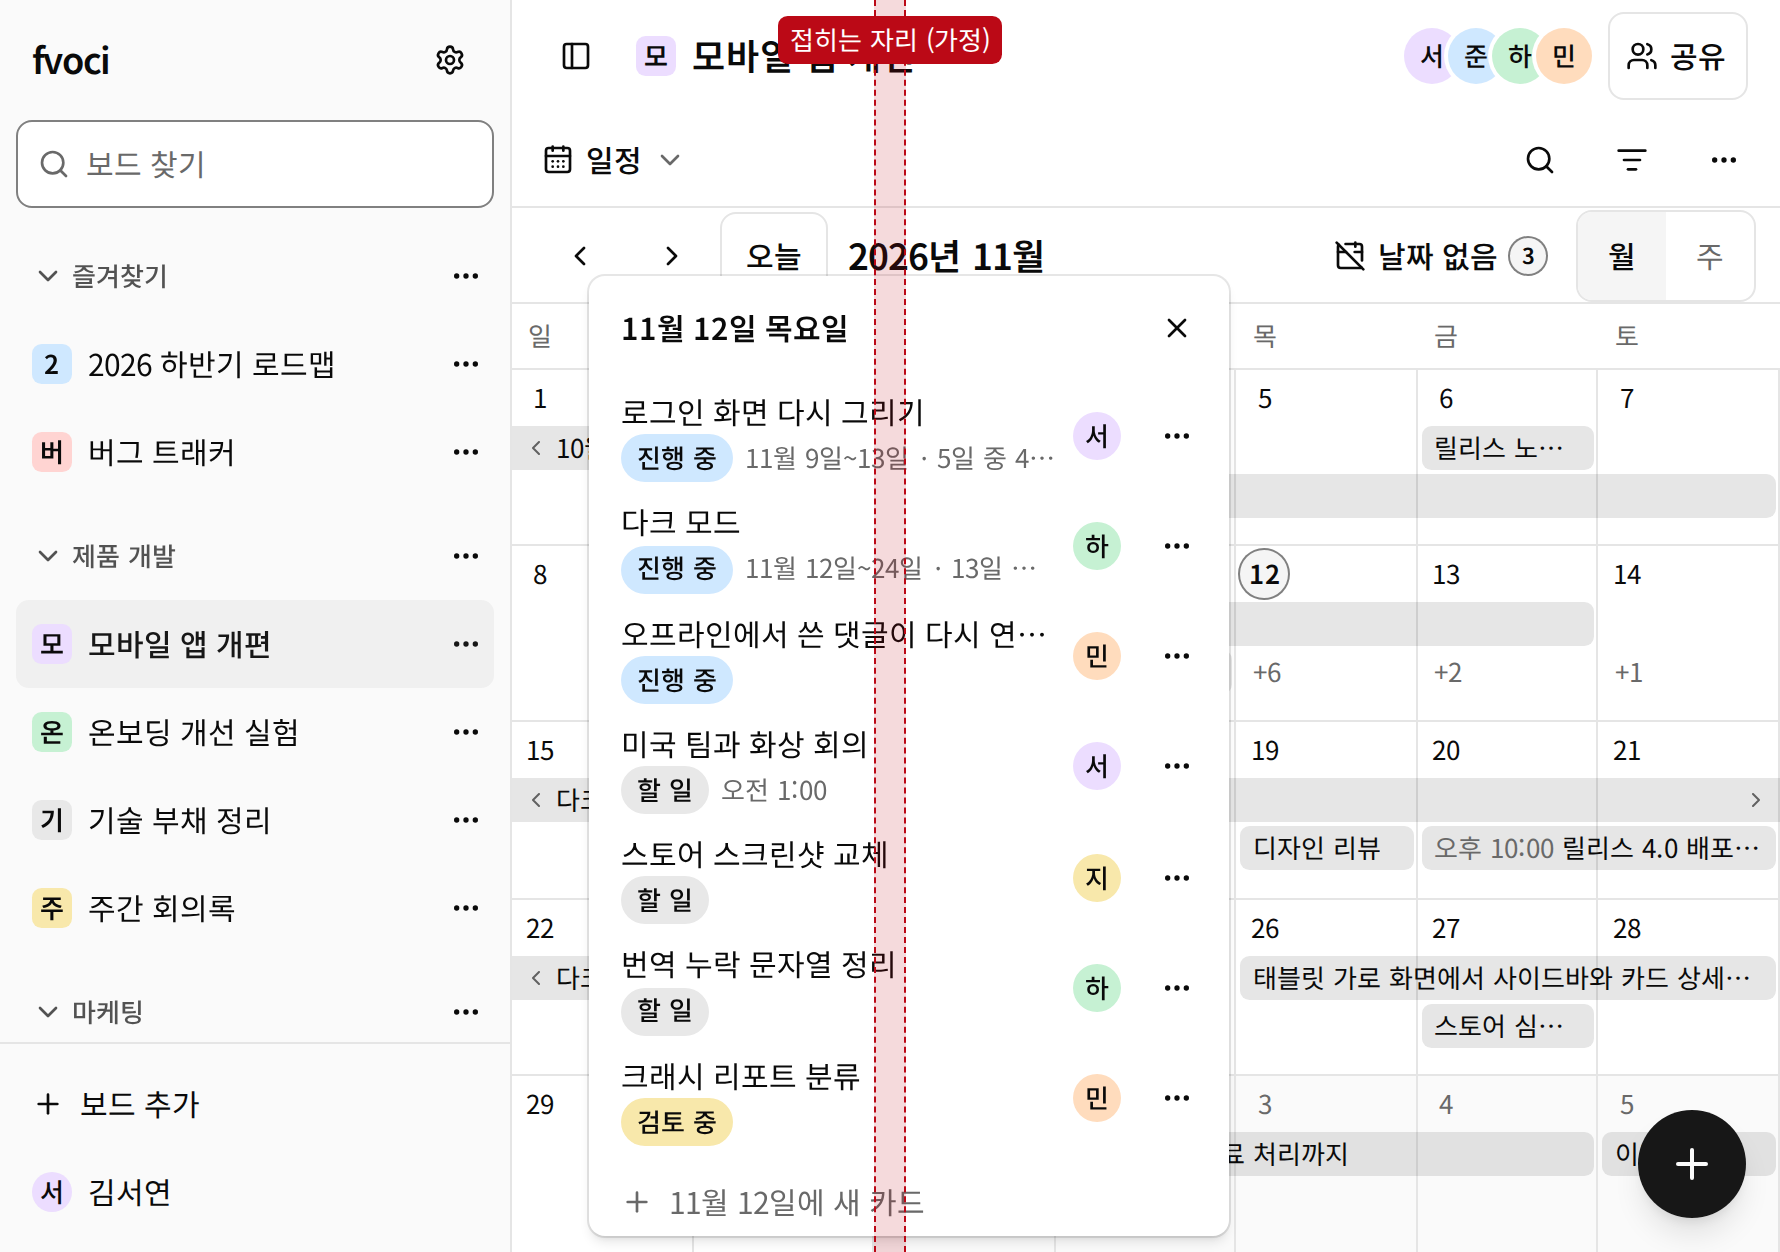 fvoci
보드 찾기
즐겨찾기
2 2026 하반기 로드맵
버 버그 트래커
제품 개발
모 모바일 앱 개편
온 온보딩 개선 실험
기 기술 부채 정리
주 주간 회의록
마케팅
보드 추가
서 김서연
모 모바일
접히는 자리 (가정)
서 준 하 민 공유
일정
오늘 2026년 11월 날짜 없음 3 월 주
일 목 금 토
1 5 6 7
릴리스 노…
8 12 13 14
+6 +2 +1
15 19 20 21
디자인 리뷰 오후 10:00 릴리스 4.0 배포…
22 26 27 28
태블릿 가로 화면에서 사이드바와 카드 상세…
스토어 심…
29 3 4 5
처리까지 이
11월 12일 목요일
로그인 화면 다시 그리기
진행 중 11월 9일~13일 · 5일 중 4… 서
다크 모드
진행 중 11월 12일~24일 · 13일 … 하
오프라인에서 쓴 댓글이 다시 연…
진행 중 민
미국 팀과 화상 회의
할 일 오전 1:00 서
스토어 스크린샷 교체
할 일 지
번역 누락 문자열 정리
할 일 하
크래시 리포트 분류
검토 중 민
11월 12일에 새 카드